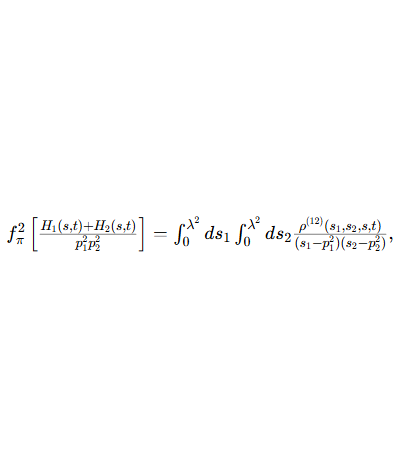 $f_\pi^2 \left[ \frac{H_1(s,t)+H_2(s,t)}{p_1^2 p_2^2} \right] = \int_0^{\lambda^2} ds_1 \int_0^{\lambda^2} ds_2 \frac{\rho^{(12)}(s_1,s_2,s,t)}{(s_1-p_1^2)(s_2-p_2^2)},$